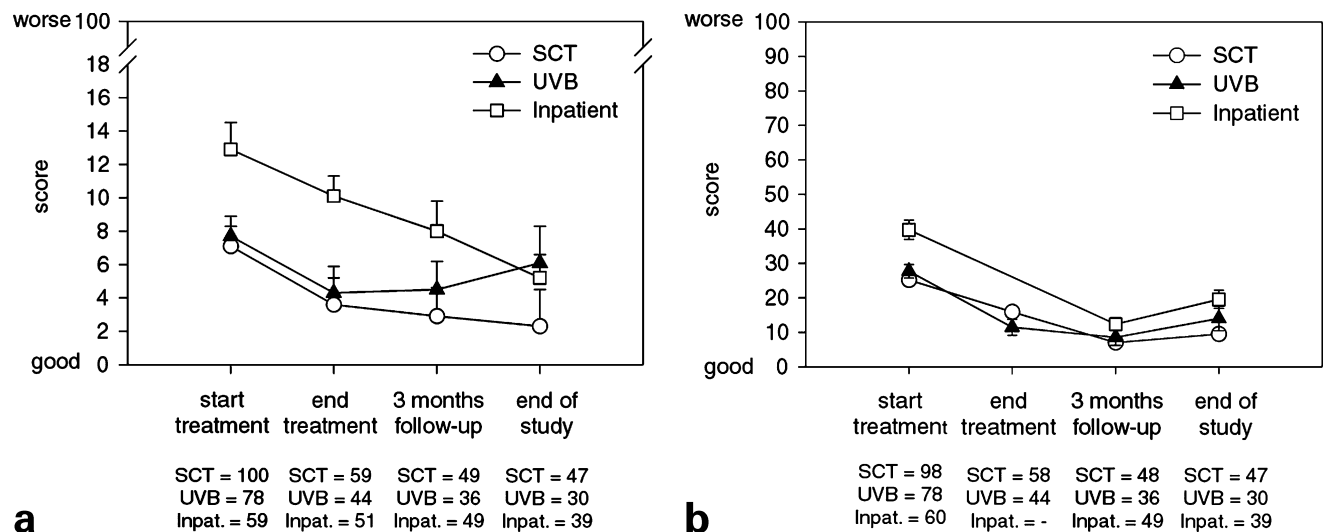 worse 100
18
16
14
12
10
8
6
4
2
good 0
score
SCT
UVB
Inpatient
start treatment
end treatment
3 months follow-up
end of study
SCT = 100
UVB = 78
Inpat. = 59
SCT = 59
UVB = 44
Inpat. = 51
SCT = 49
UVB = 36
Inpat. = 49
SCT = 47
UVB = 30
Inpat. = 39
a
worse 100
90
80
70
60
50
40
30
20
10
good 0
score
SCT
UVB
Inpatient
start treatment
end treatment
3 months follow-up
end of study
SCT = 98
UVB = 78
Inpat. = 60
SCT = 58
UVB = 44
Inpat. = -
SCT = 48
UVB = 36
Inpat. = 49
SCT = 47
UVB = 30
Inpat. = 39
b